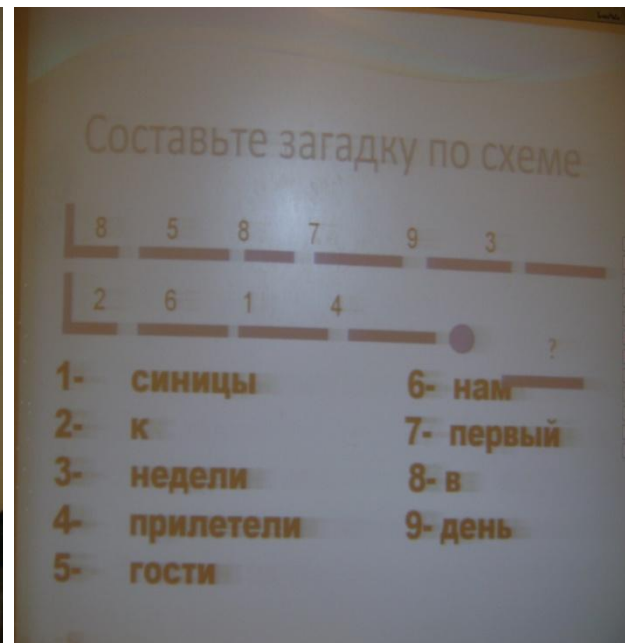 Составьте загадку по схеме
8 5 8 7 9 3
2 6 1 4
?
1- синицы
2- к
3- недели
4- прилетели
5- гости
6- нам
7- первый
8- в
9- день